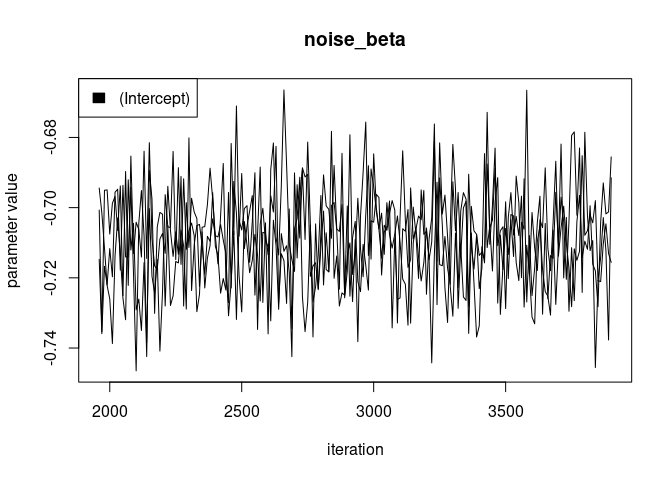 noise_beta
(Intercept)
parameter value
-0.68
-0.70
-0.72
-0.74
2000
2500
3000
3500
iteration